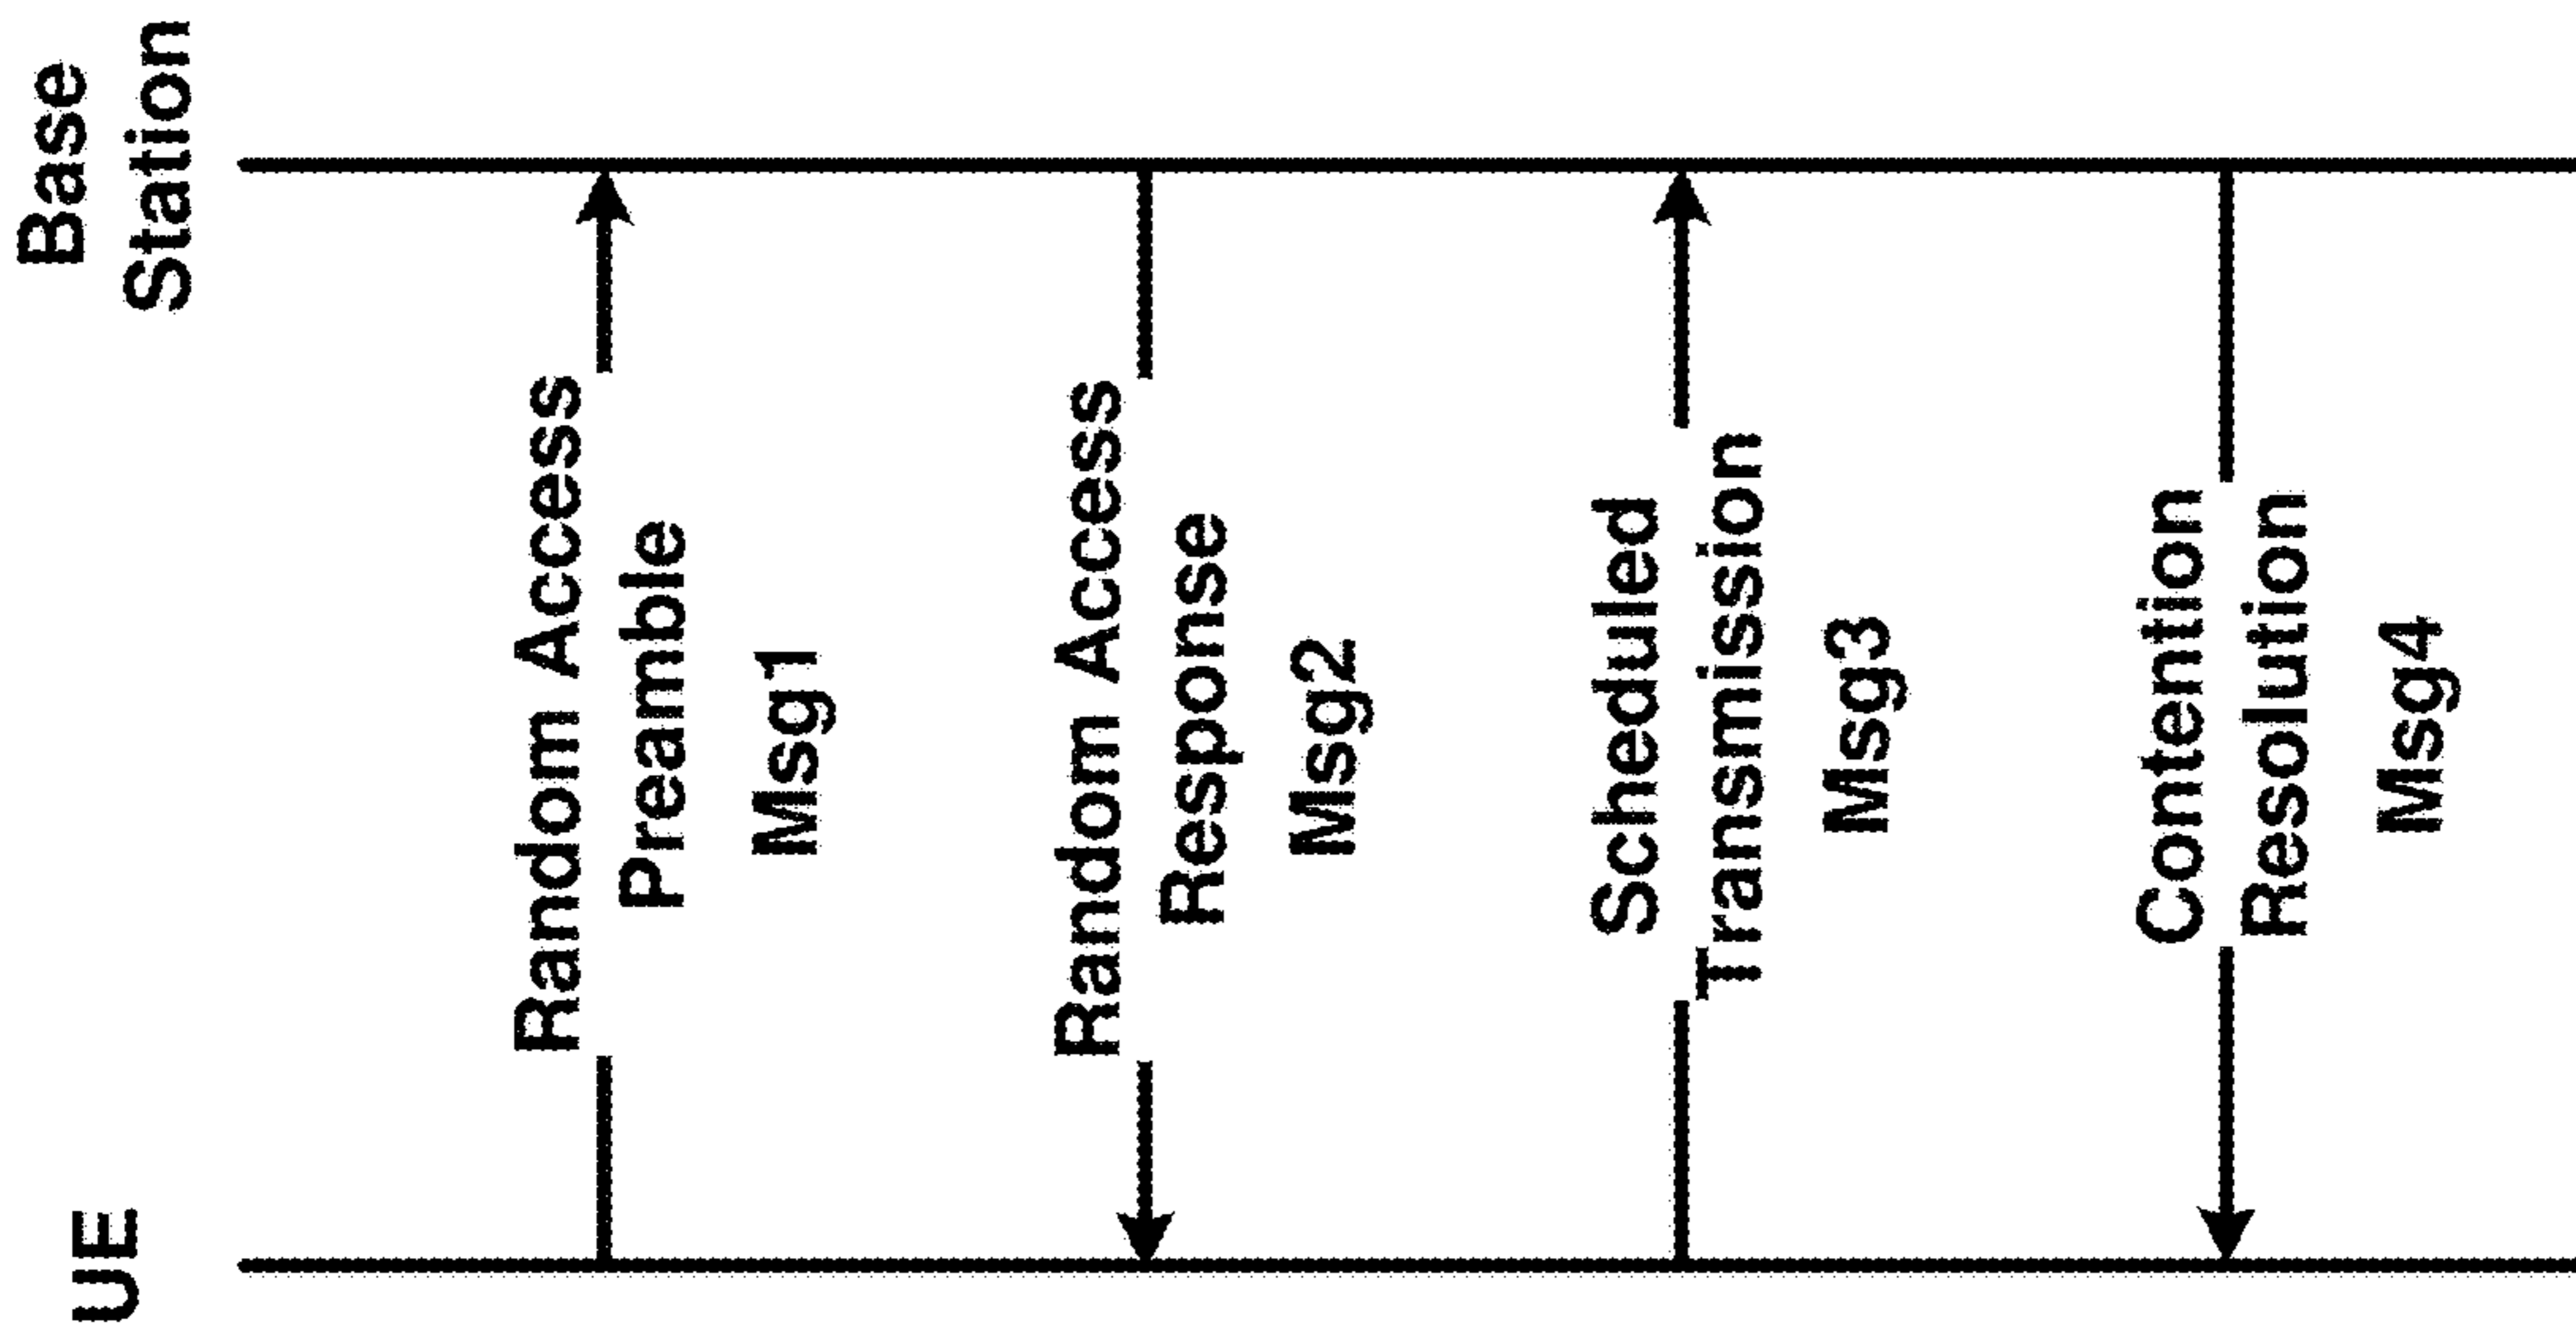 UE
Base
Station
Random Access
Preamble
Msg1
Random Access
Response
Msg2
Scheduled
Transmission
Msg3
Contention
Resolution
Msg4